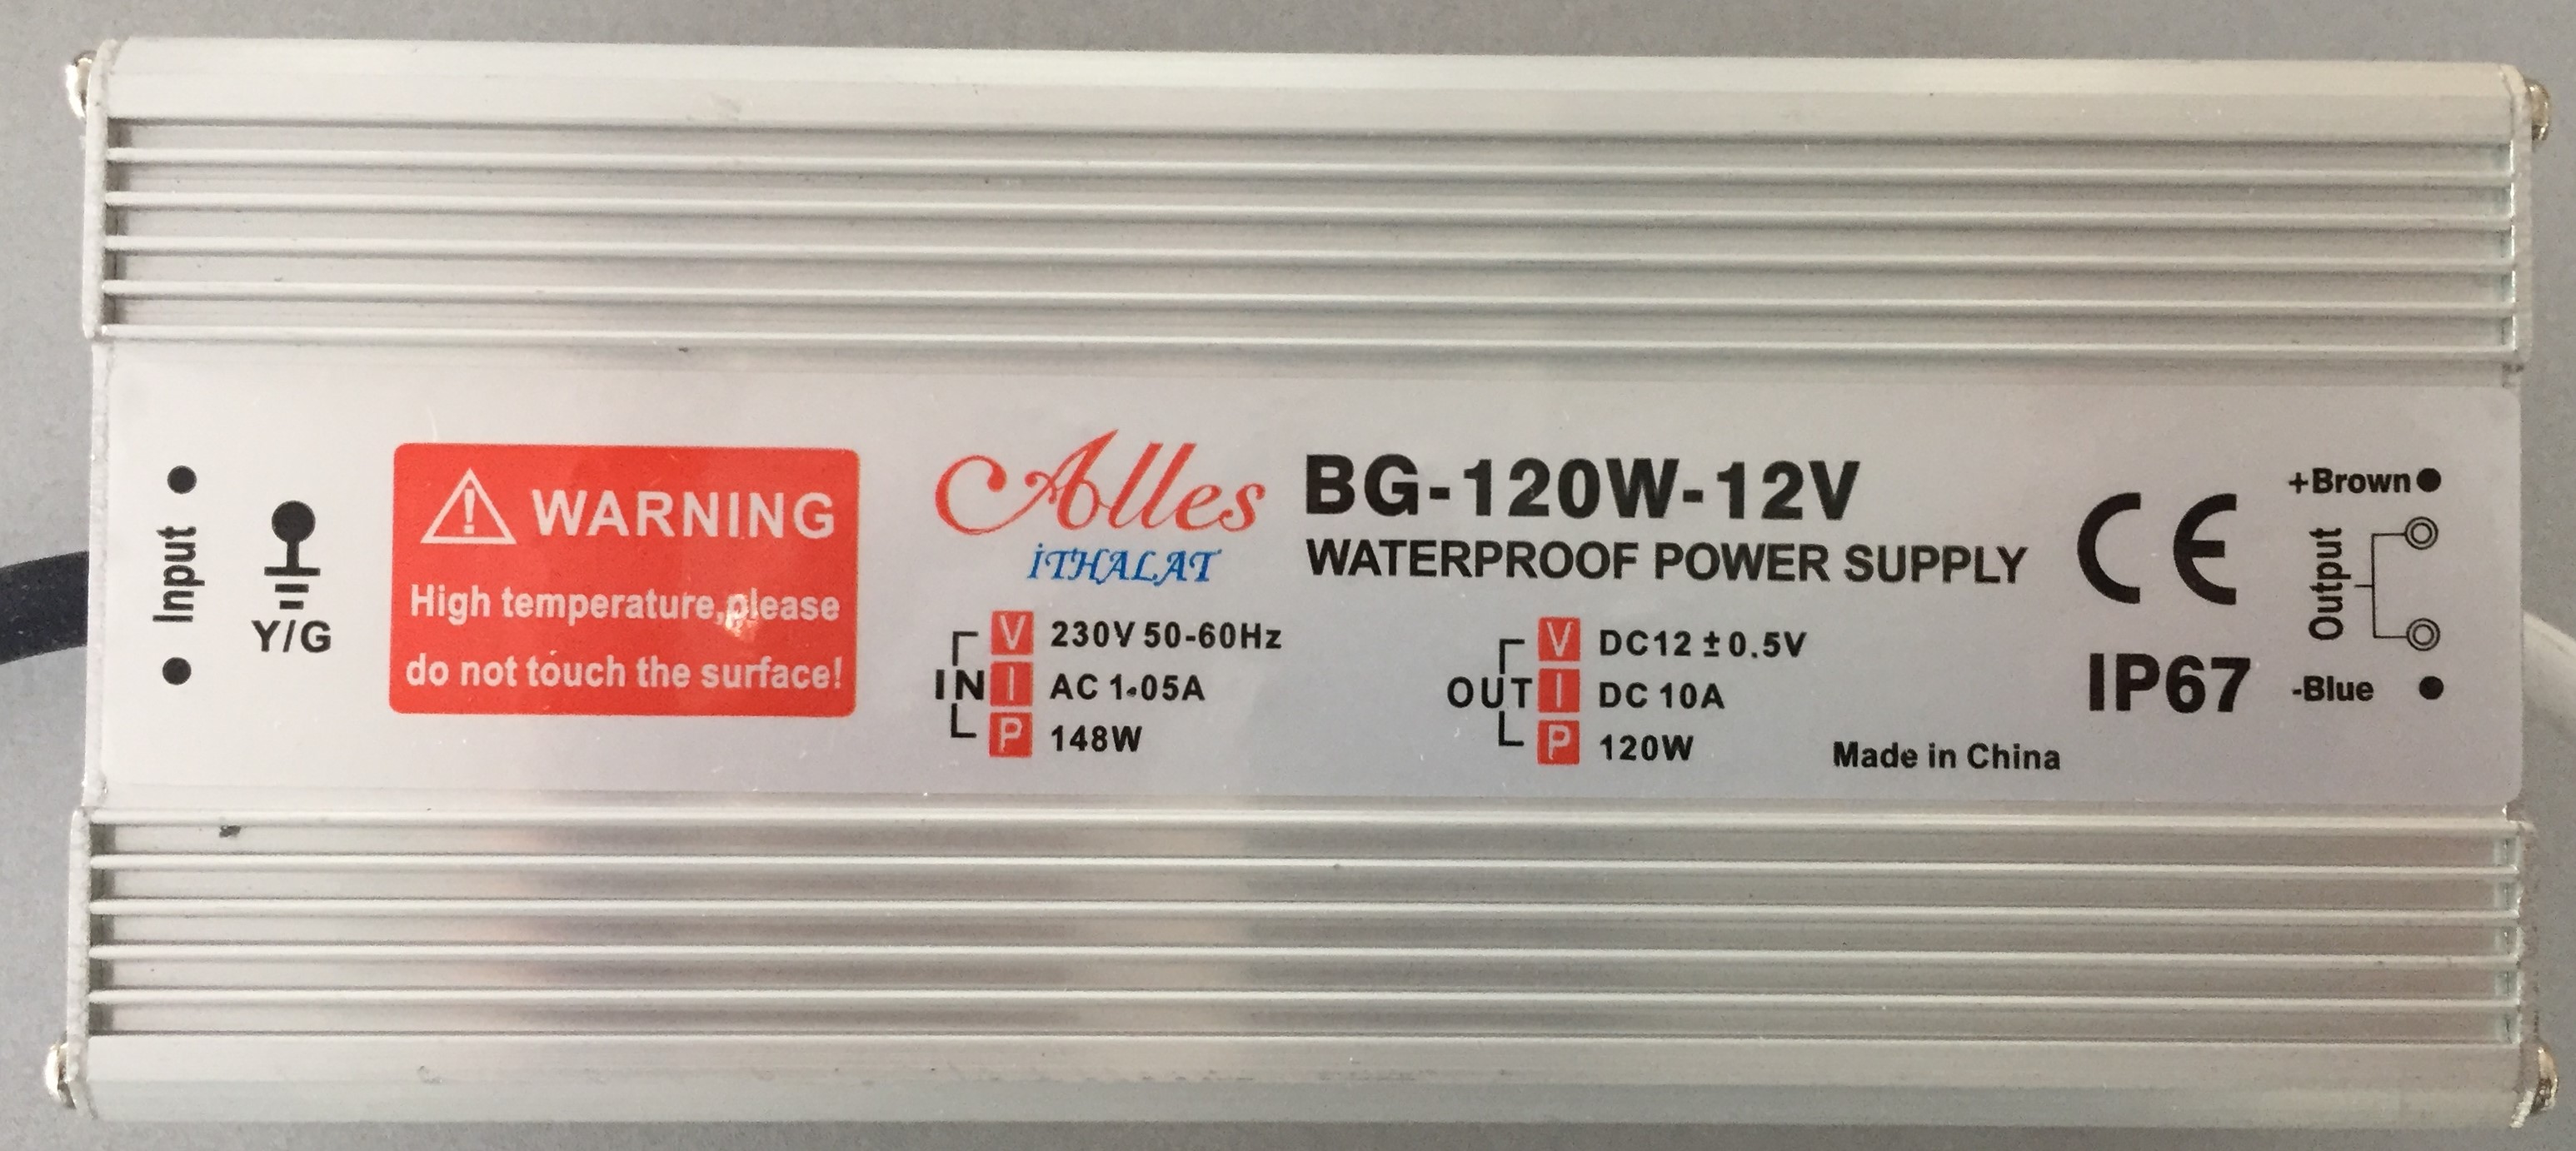 Input
Y/G
WARNING
High temperature,please
do not touch the surface!
Alles
İTHALAT
BG-120W-12V
WATERPROOF POWER SUPPLY
IN
V 230V 50-60Hz
I AC 1.05A
P 148W
OUT
V DC12 ±0.5V
I DC 10A
P 120W
Made in China
CE
IP67
+Brown
Output
-Blue